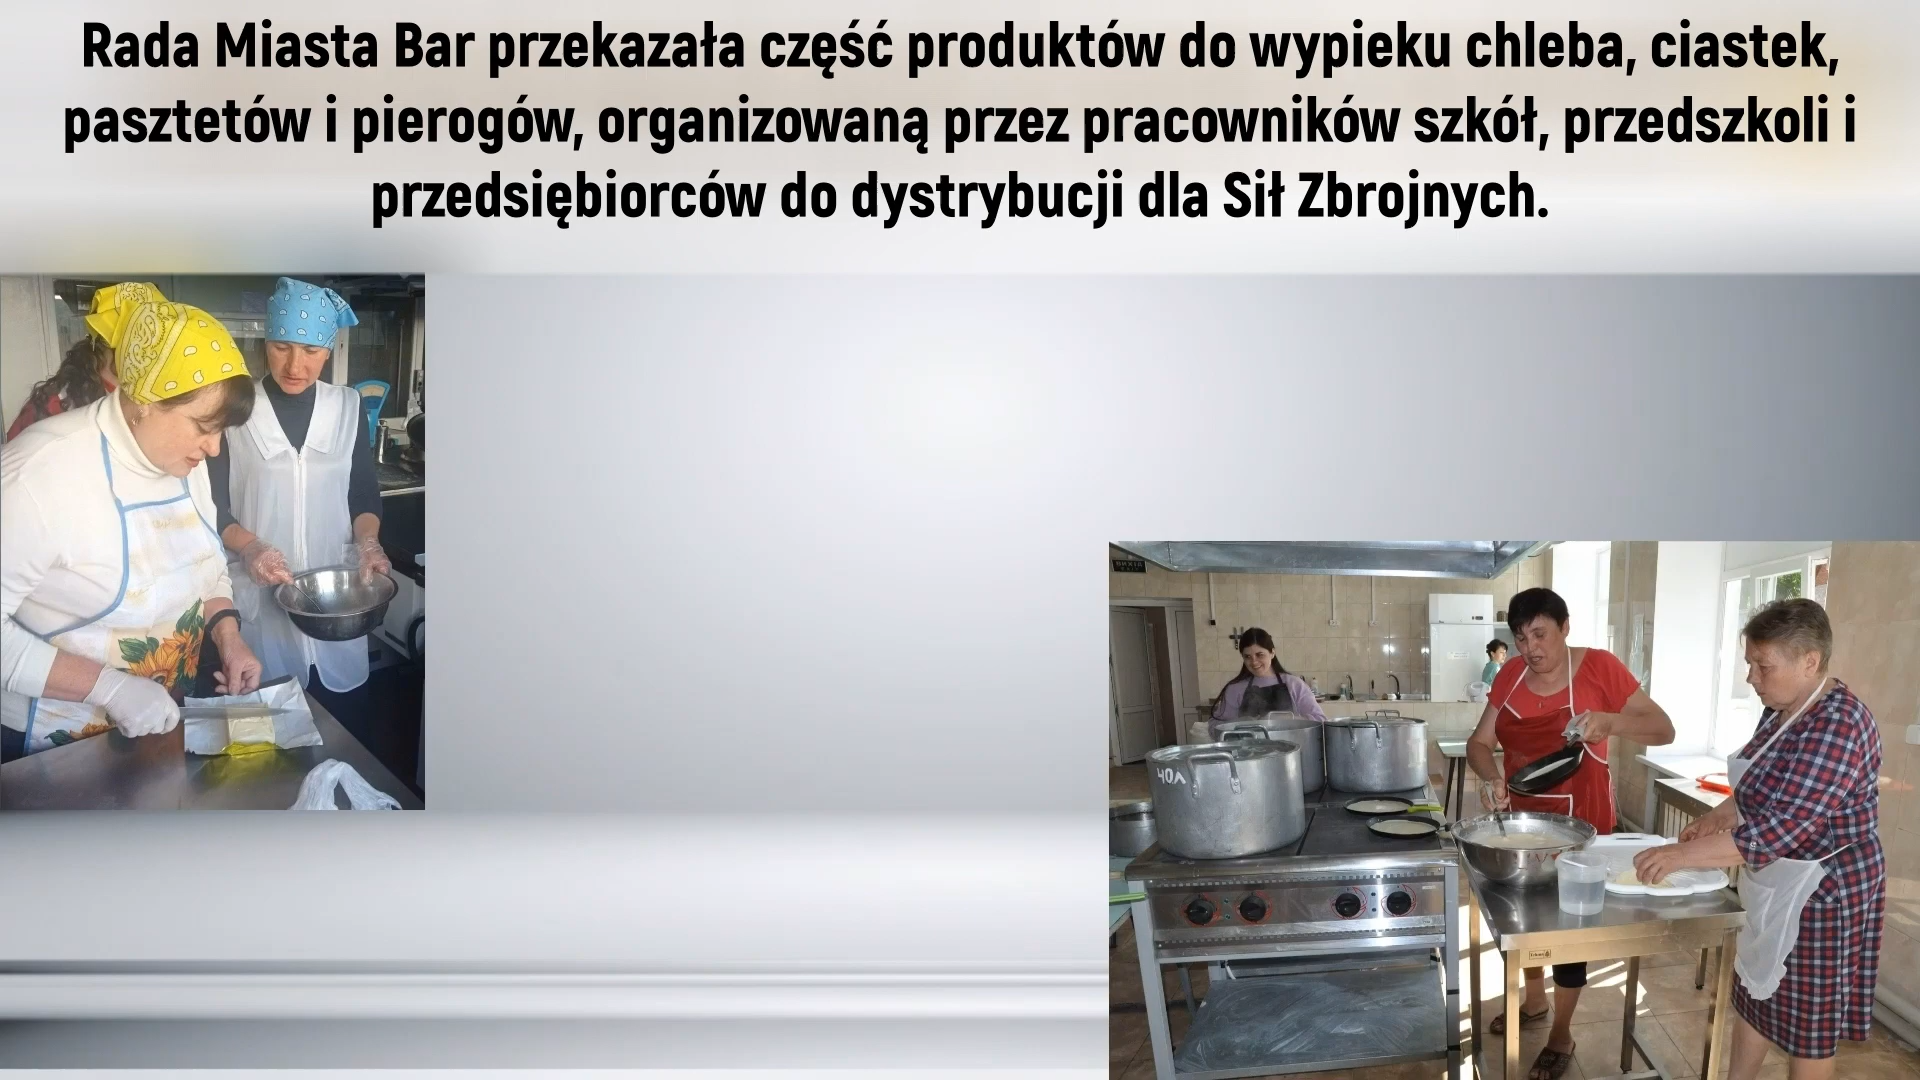 Rada Miasta Bar przekazała część produktów do wypieku chleba, ciastek,
pasztetów i pierogów, organizowaną przez pracowników szkół, przedszkoli i
przedsiębiorców do dystrybucji dla Sił Zbrojnych.
40л